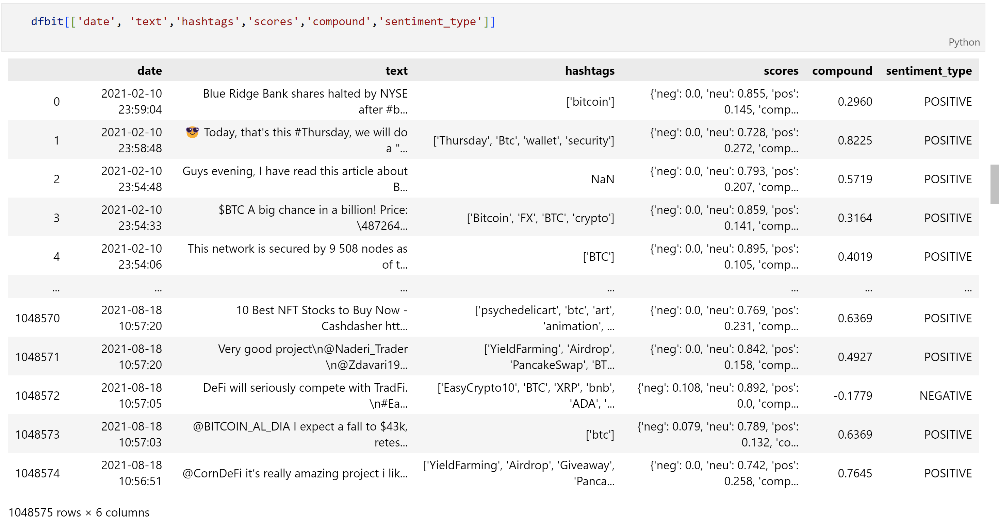 dfbit[['date', 'text','hashtags','scores','compound','sentiment_type']]
Python
date text hashtags scores compound sentiment_type
0 2021-02-10 23:59:04 Blue Ridge Bank shares halted by NYSE after #b... ['bitcoin'] {'neg': 0.0, 'neu': 0.855, 'pos': 0.145, 'comp... 0.2960 POSITIVE
1 2021-02-10 23:58:48 😎 Today, that's this #Thursday, we will do a "... ['Thursday', 'Btc', 'wallet', 'security'] {'neg': 0.0, 'neu': 0.728, 'pos': 0.272, 'comp... 0.8225 POSITIVE
2 2021-02-10 23:54:48 Guys evening, I have read this article about B... NaN {'neg': 0.0, 'neu': 0.793, 'pos': 0.207, 'comp... 0.5719 POSITIVE
3 2021-02-10 23:54:33 $BTC A big chance in a billion! Price: \487264... ['Bitcoin', 'FX', 'BTC', 'crypto'] {'neg': 0.0, 'neu': 0.859, 'pos': 0.141, 'comp... 0.3164 POSITIVE
4 2021-02-10 23:54:06 This network is secured by 9 508 nodes as of t... ['BTC'] {'neg': 0.0, 'neu': 0.895, 'pos': 0.105, 'comp... 0.4019 POSITIVE
... ... ... ... ... ... ...
1048570 2021-08-18 10:57:20 10 Best NFT Stocks to Buy Now - Cashdasher htt... ['psychedelicart', 'btc', 'art', 'animation', ... {'neg': 0.0, 'neu': 0.769, 'pos': 0.231, 'comp... 0.6369 POSITIVE
1048571 2021-08-18 10:57:20 Very good project\n@Naderi_Trader \n@Zdavari19... ['YieldFarming', 'Airdrop', 'PancakeSwap', 'BT... {'neg': 0.0, 'neu': 0.842, 'pos': 0.158, 'comp... 0.4927 POSITIVE
1048572 2021-08-18 10:57:05 DeFi will seriously compete with TradFi. \n#Ea... ['EasyCrypto10', 'BTC', 'XRP', 'bnb', 'ADA', '... {'neg': 0.108, 'neu': 0.892, 'pos': 0.0, 'comp... -0.1779 NEGATIVE
1048573 2021-08-18 10:57:03 @BITCOIN_AL_DIA I expect a fall to $43k, retes... ['btc'] {'neg': 0.079, 'neu': 0.789, 'pos': 0.132, 'co... 0.6369 POSITIVE
1048574 2021-08-18 10:56:51 @CornDeFi it’s really amazing project i lik... ['YieldFarming', 'Airdrop', 'Giveaway', 'Panca... {'neg': 0.0, 'neu': 0.742, 'pos': 0.258, 'comp... 0.7645 POSITIVE
1048575 rows × 6 columns